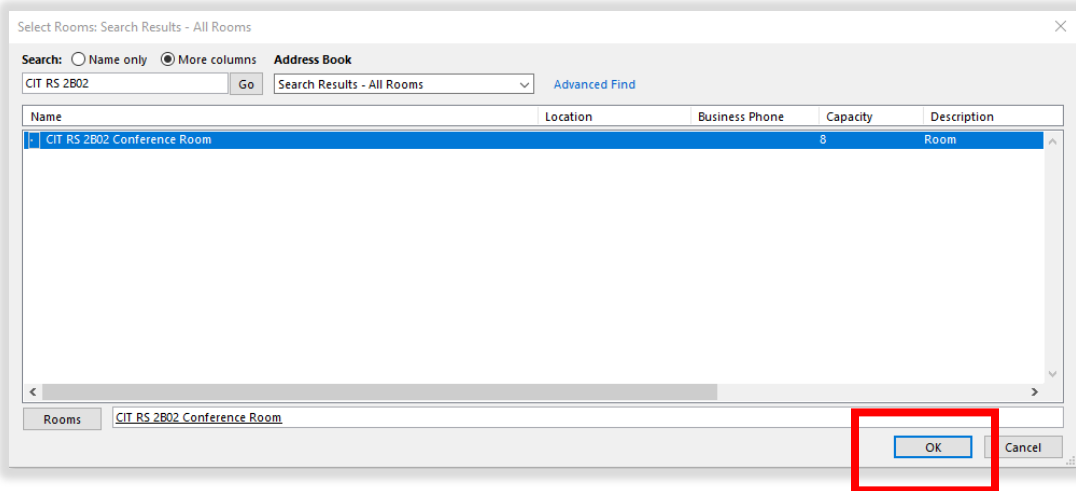 Select Rooms: Search Results - All Rooms
Search: Name only More columns Address Book
CIT RS 2B02 Go Search Results - All Rooms Advanced Find
Name Location Business Phone Capacity Description
CIT RS 2B02 Conference Room 8 Room
Rooms CIT RS 2B02 Conference Room
OK Cancel